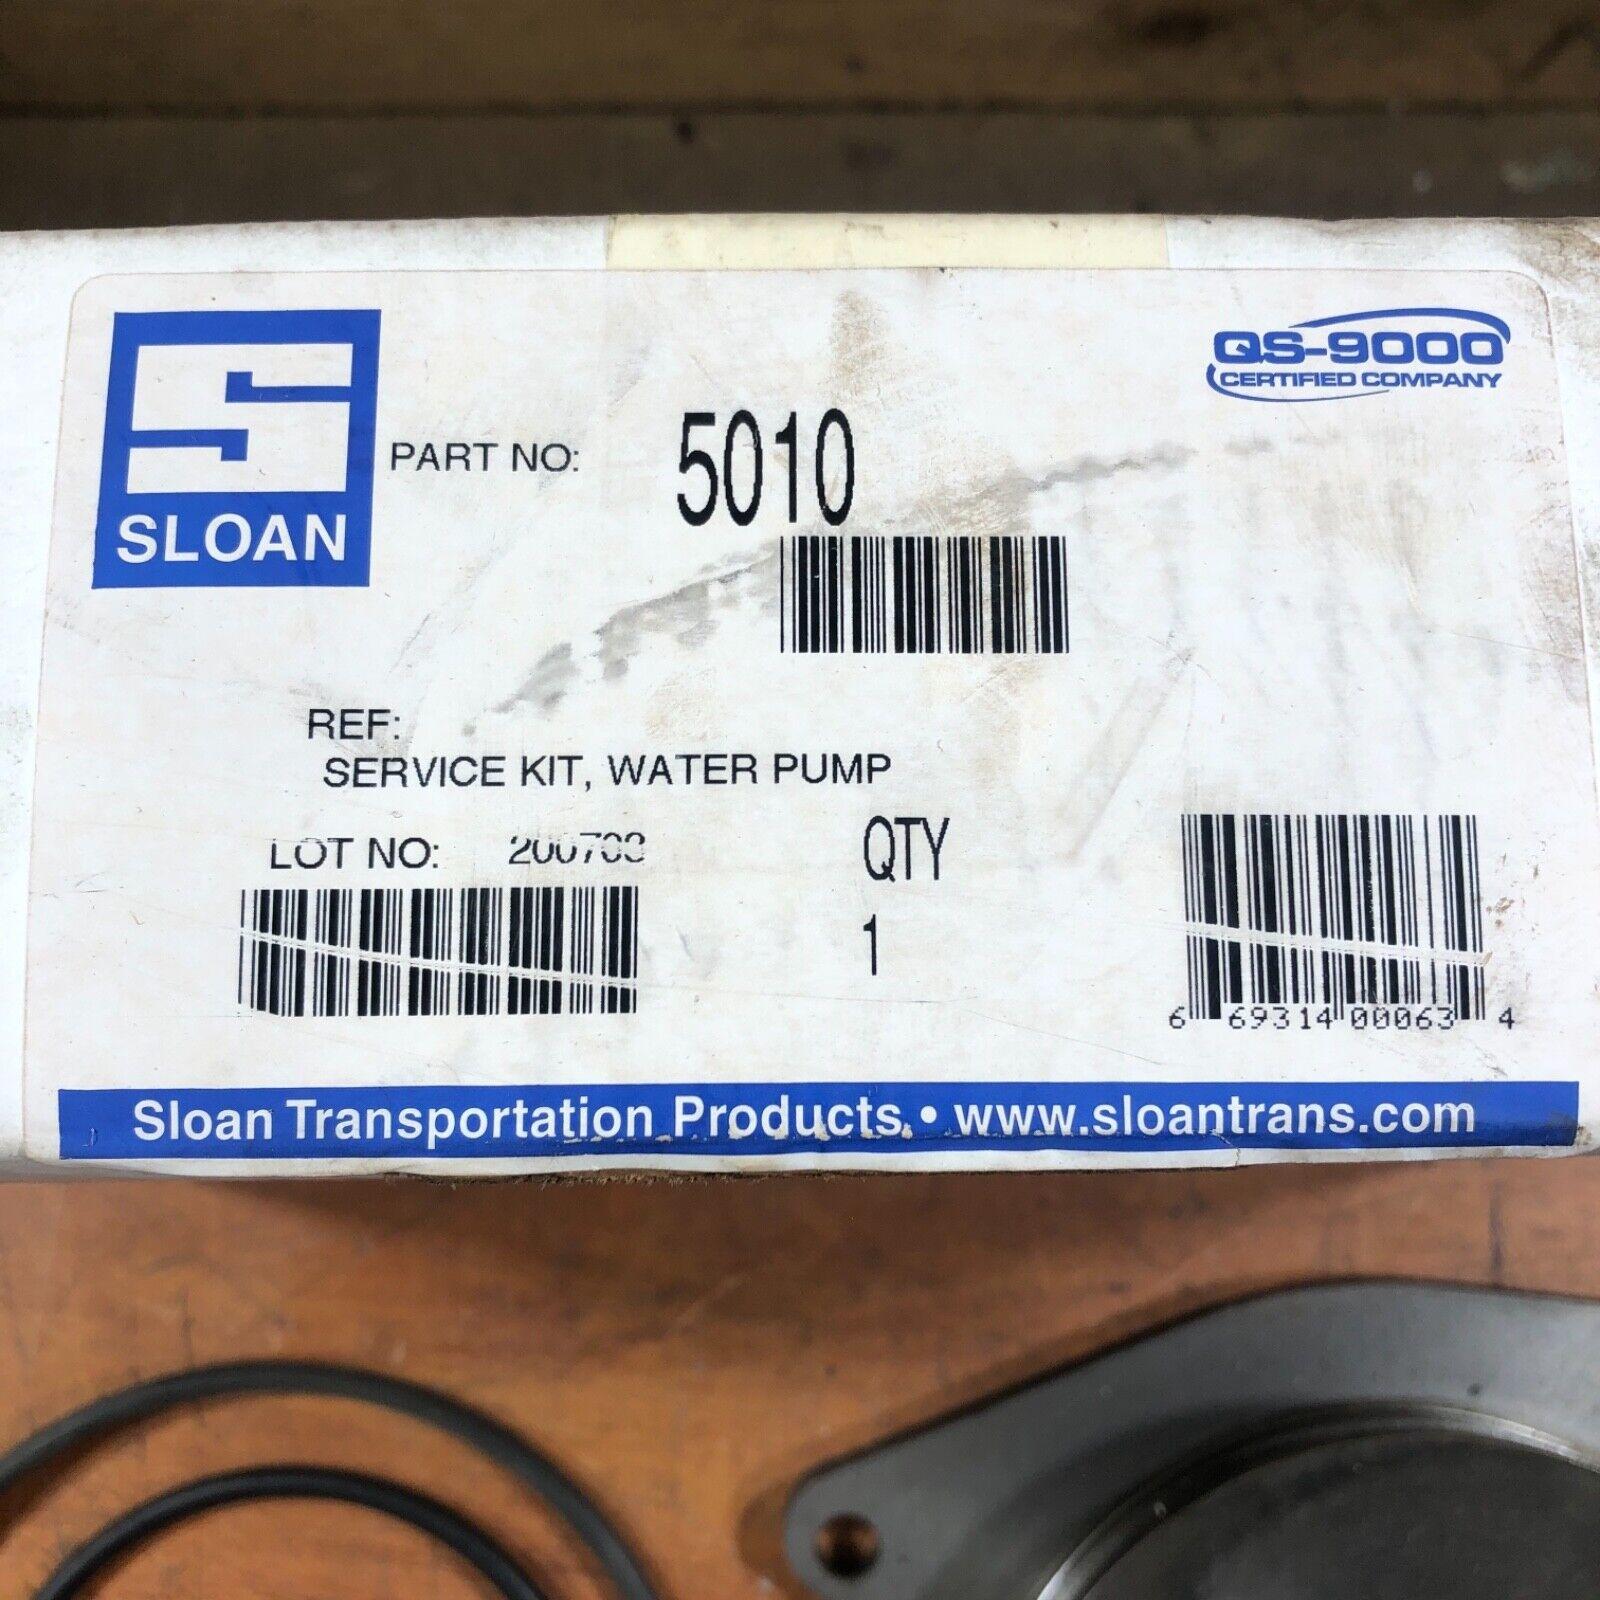 QS-9000
CERTIFIED COMPANY
SLOAN
PART NO: 5010
REF:
SERVICE KIT, WATER PUMP
LOT NO: QTY
1
6 69314 00063 4
Sloan Transportation Products • www.sloantrans.com